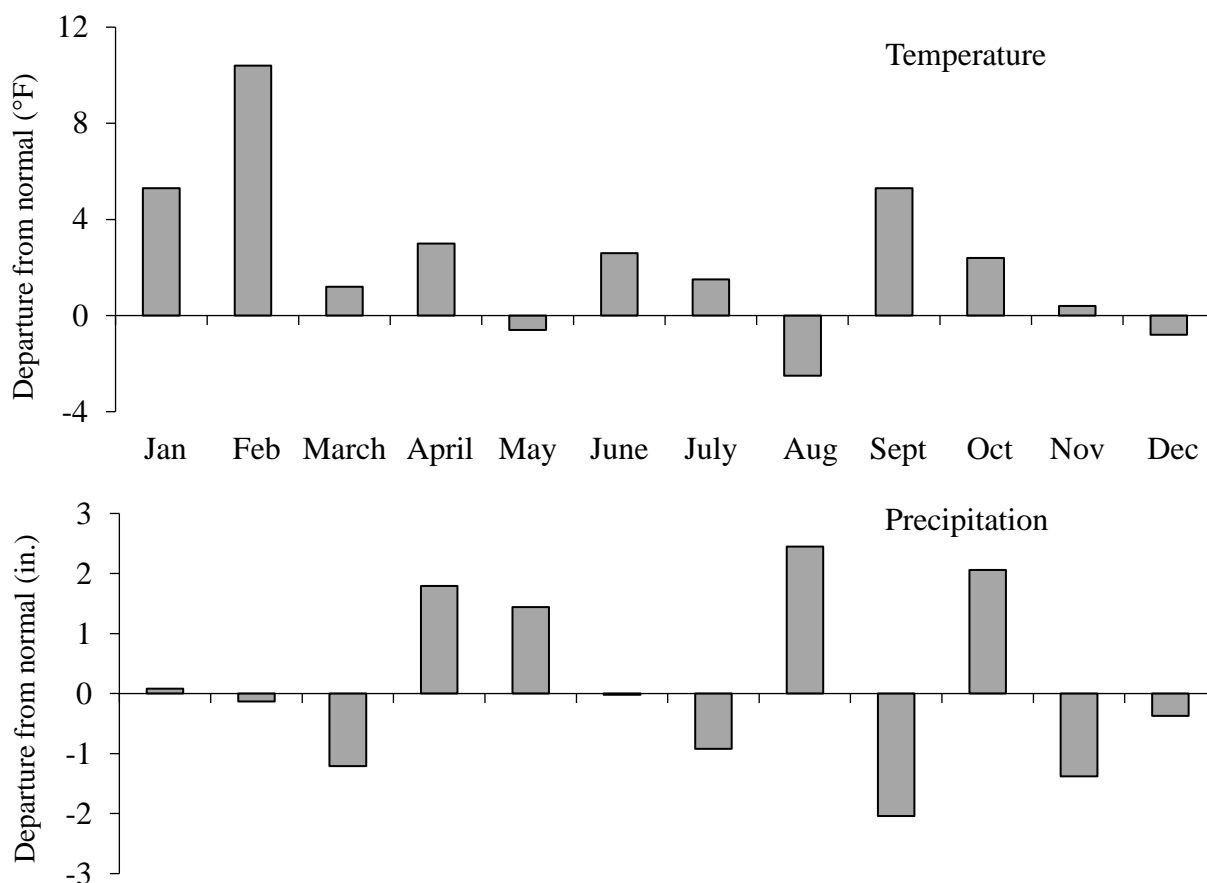 Temperature
Departure from normal (°F)
12
8
4
0
-4
Jan Feb March April May June July Aug Sept Oct Nov Dec
Precipitation
Departure from normal (in.)
3
2
1
0
-1
-2
-3